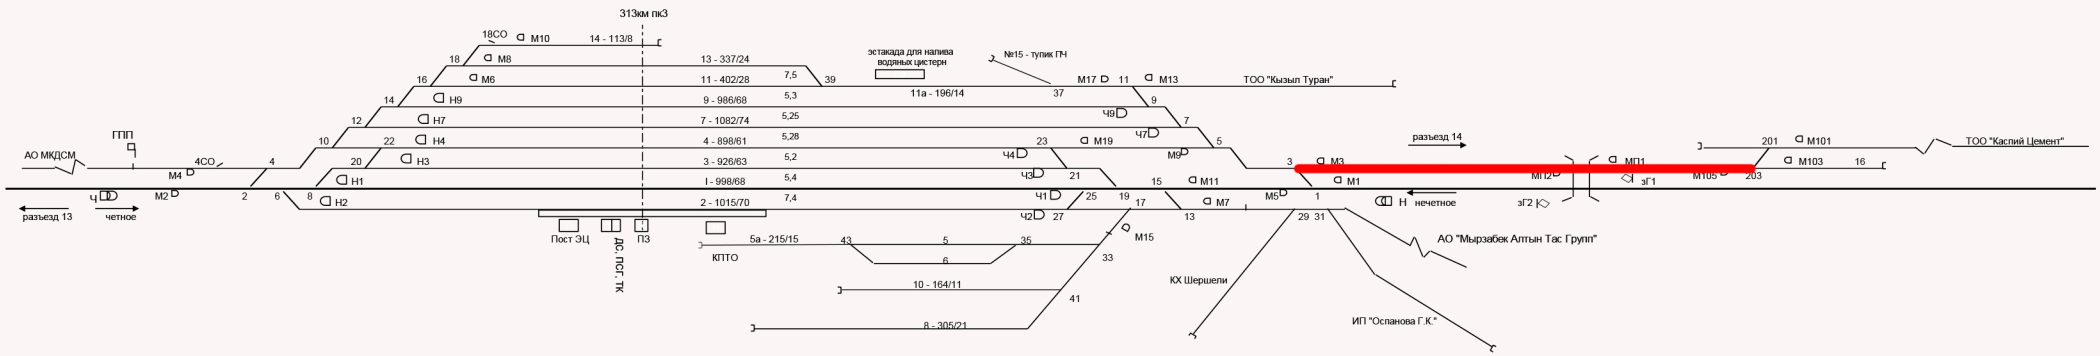 313км пк3
18СО М10 14 - 113/8
18 М8 13 - 337/24
эстакада для налива
водяных цистерн
№15 - тупик ПЧ
16 М6 11 - 402/28 7,5 39 М17 11 М13 ТОО "Кызыл Туран"
11а - 196/14 37
14 Н9 9 - 986/68 5,3 9
Ч9
12 Н7 7 - 1082/74 5,25 7
ГПП
Ч7
10 22 Н4 4 - 898/61 5,28 23 М19 5 разъезд 14 201 М101 ТОО "Каспий Цемент"
АО МКДСМ 4СО 4 20 Н3 3 - 926/63 5,2 Ч4 М9 3 М3 МП1 М103 16
М4 Н1 I - 998/68 5,4 Ч3 21 15 М11 М1 МП2 зГ1 М105 203
Ч М2 2 6 8 Н2 2 - 1015/70 7,4 Ч1 25 19 М7 М5 1 Н нечетное зГ2
разъезд 13 четное Ч2 27 17 13 29 31
Пост ЭЦ ДС, ПСГ, ТК ПЗ КПТО 5а - 215/15 43 5 35 М15 АО "Мырзабек Алтын Тас Групп"
6 33
10 - 164/11 41 КХ Шершели
8 - 305/21 ИП "Оспанова Г.К."